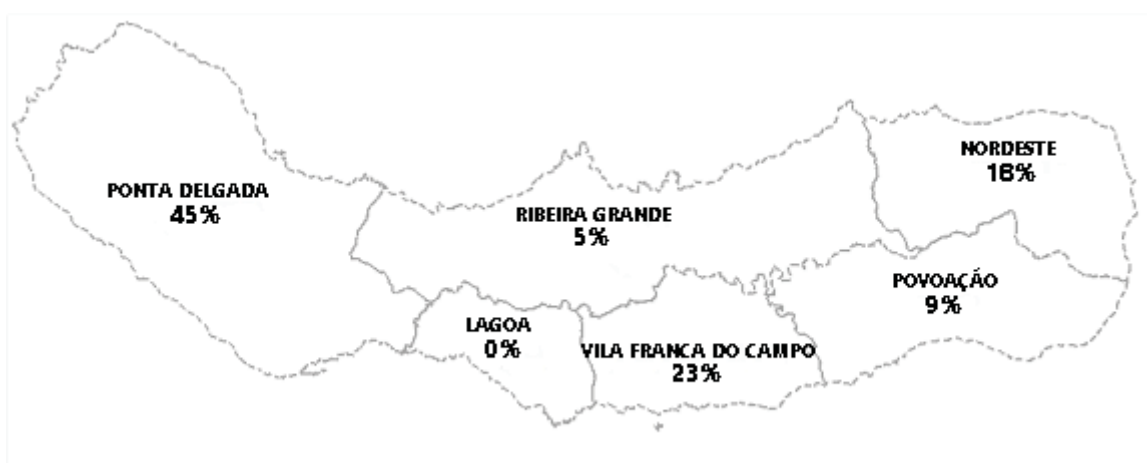 NORDESTE
18%
PONTA DELGADA
45%
RIBEIRA GRANDE
5%
POVOAÇÃO
9%
LAGOA
0%
VILA FRANCA DO CAMPO
23%